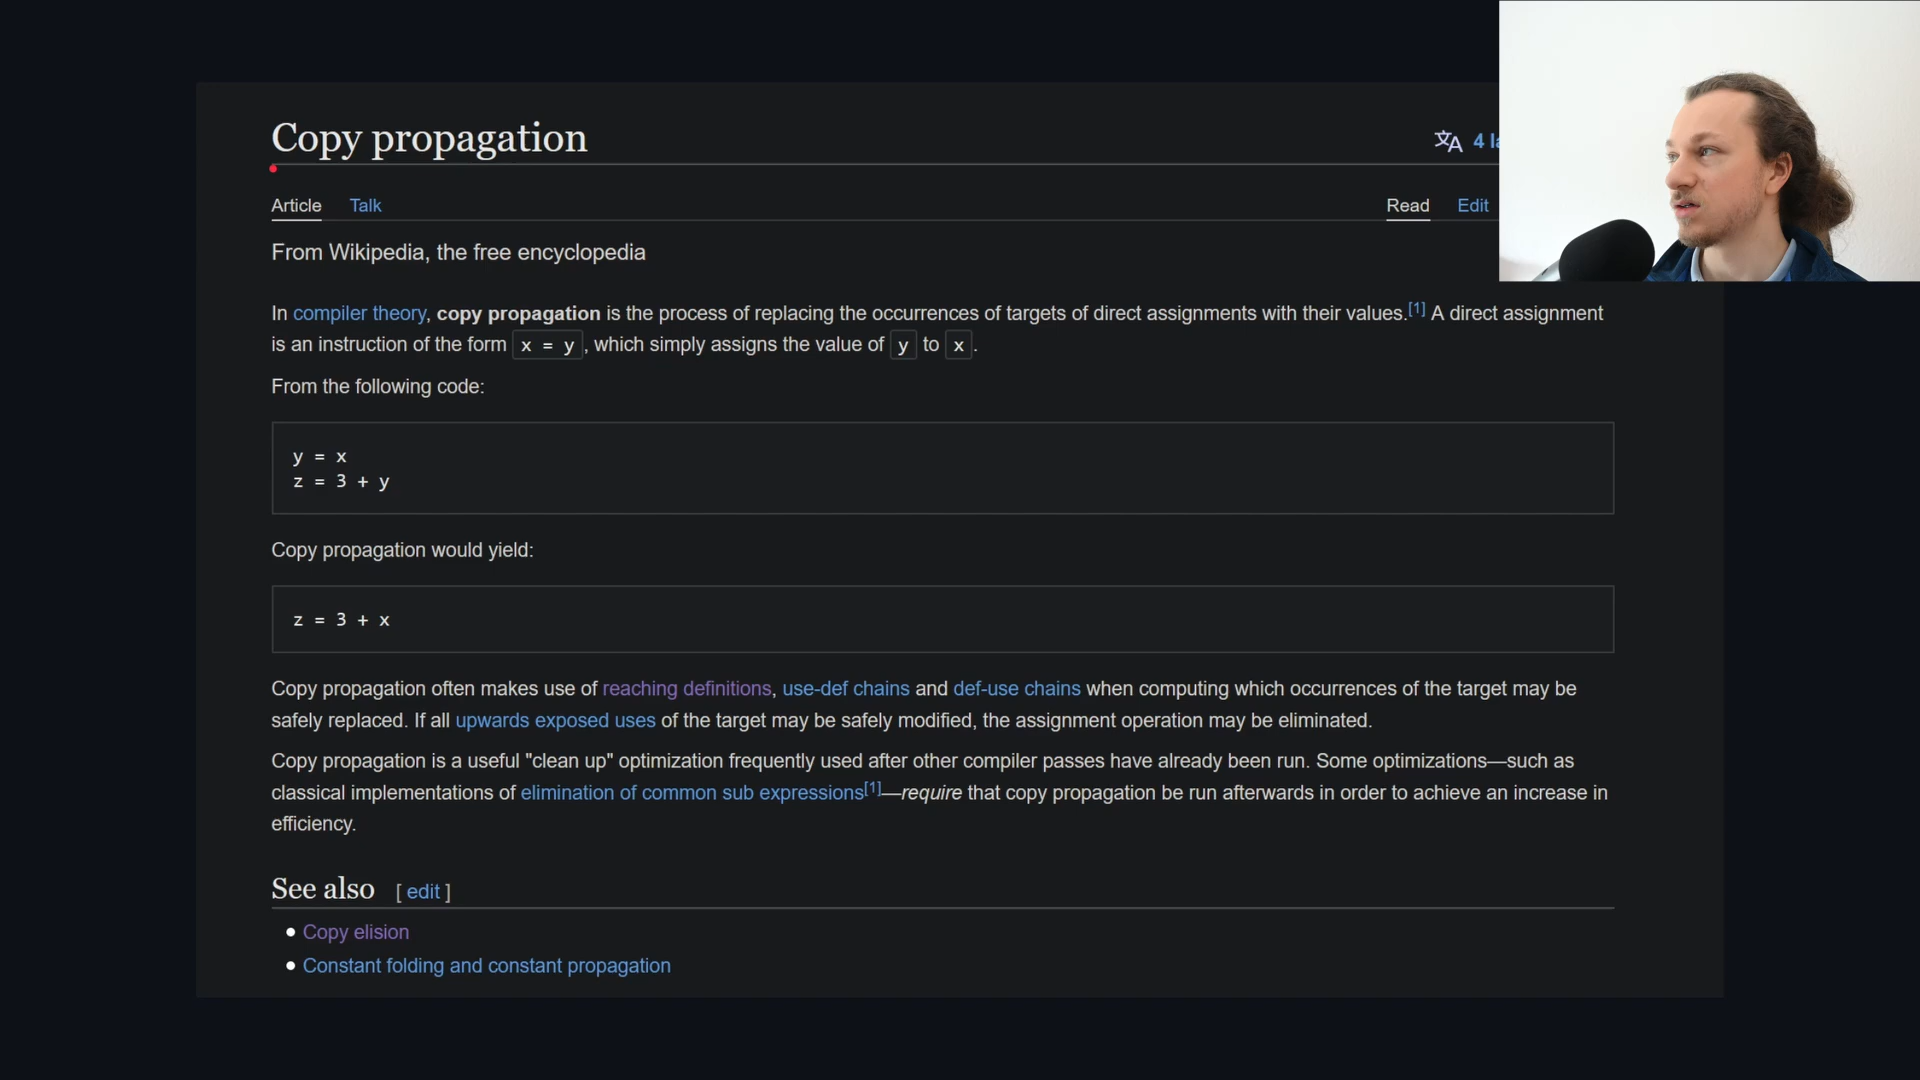 Copy propagation
4 la
Article Talk Read Edit
From Wikipedia, the free encyclopedia
In compiler theory, copy propagation is the process of replacing the occurrences of targets of direct assignments with their values.[1] A direct assignment
is an instruction of the form x = y, which simply assigns the value of y to x.
From the following code:
y = x
z = 3 + y
Copy propagation would yield:
z = 3 + x
Copy propagation often makes use of reaching definitions, use-def chains and def-use chains when computing which occurrences of the target may be
safely replaced. If all upwards exposed uses of the target may be safely modified, the assignment operation may be eliminated.
Copy propagation is a useful "clean up" optimization frequently used after other compiler passes have already been run. Some optimizations—such as
classical implementations of elimination of common sub expressions[1]—require that copy propagation be run afterwards in order to achieve an increase in
efficiency.
See also [ edit ]
Copy elision
Constant folding and constant propagation